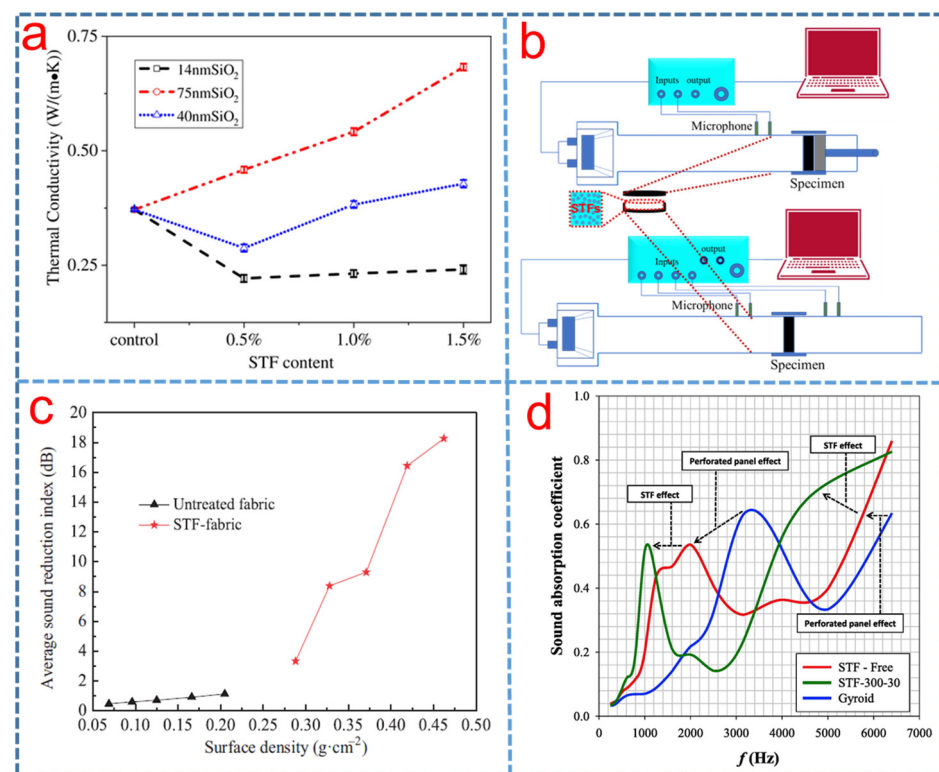 a
0.75
0.50
0.25
Thermal Conductivity (W/(m•K))
14nmSiO₂
75nmSiO₂
40nmSiO₂
control
0.5%
1.0%
1.5%
STF content
b
Inputs
output
Microphone
Specimen
STFs
output
Inputs
Microphone
Specimen
c
20
18
16
14
12
10
8
6
4
2
0
Average sound reduction index (dB)
Untreated fabric
STF-fabric
0.05 0.10 0.15 0.20 0.25 0.30 0.35 0.40 0.45 0.50
Surface density (g·cm⁻²)
d
1.0
0.8
0.6
0.4
0.2
0.0
Sound absorption coefficient
STF effect
Perforated panel effect
STF effect
Perforated panel effect
STF - Free
STF-300-30
Gyroid
0 1000 2000 3000 4000 5000 6000 7000
f (Hz)